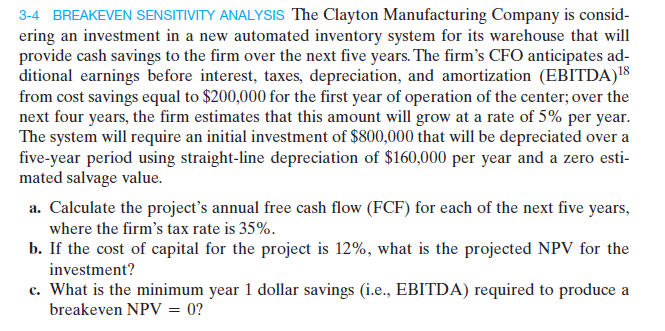 3-4 BREAKEVEN SENSITIVITY ANALYSIS The Clayton Manufacturing Company is consid-
ering an investment in a new automated inventory system for its warehouse that will
provide cash savings to the firm over the next five years. The firm's CFO anticipates ad-
ditional earnings before interest, taxes, depreciation, and amortization (EBITDA)18
from cost savings equal to $200,000 for the first year of operation of the center; over the
next four years, the firm estimates that this amount will grow at a rate of 5% per year.
The system will require an initial investment of $800,000 that will be depreciated over a
five-year period using straight-line depreciation of $160,000 per year and a zero esti-
mated salvage value.
a. Calculate the project's annual free cash flow (FCF) for each of the next five years,
where the firm's tax rate is 35%.
b. If the cost of capital for the project is 12%, what is the projected NPV for the
investment?
c. What is the minimum year 1 dollar savings (i.e., EBITDA) required to produce a
breakeven NPV = 0?